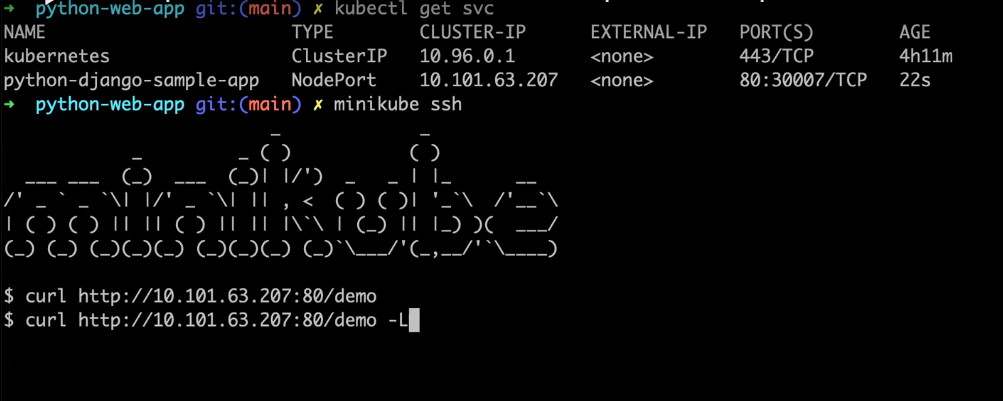 ➜  python-web-app git:(main) ✗ kubectl get svc
NAME                       TYPE        CLUSTER-IP      EXTERNAL-IP   PORT(S)        AGE
kubernetes                 ClusterIP   10.96.0.1       <none>        443/TCP        4h11m
python-django-sample-app   NodePort    10.101.63.207   <none>        80:30007/TCP   22s
➜  python-web-app git:(main) ✗ minikube ssh
minikube
$ curl http://10.101.63.207:80/demo
$ curl http://10.101.63.207:80/demo -L